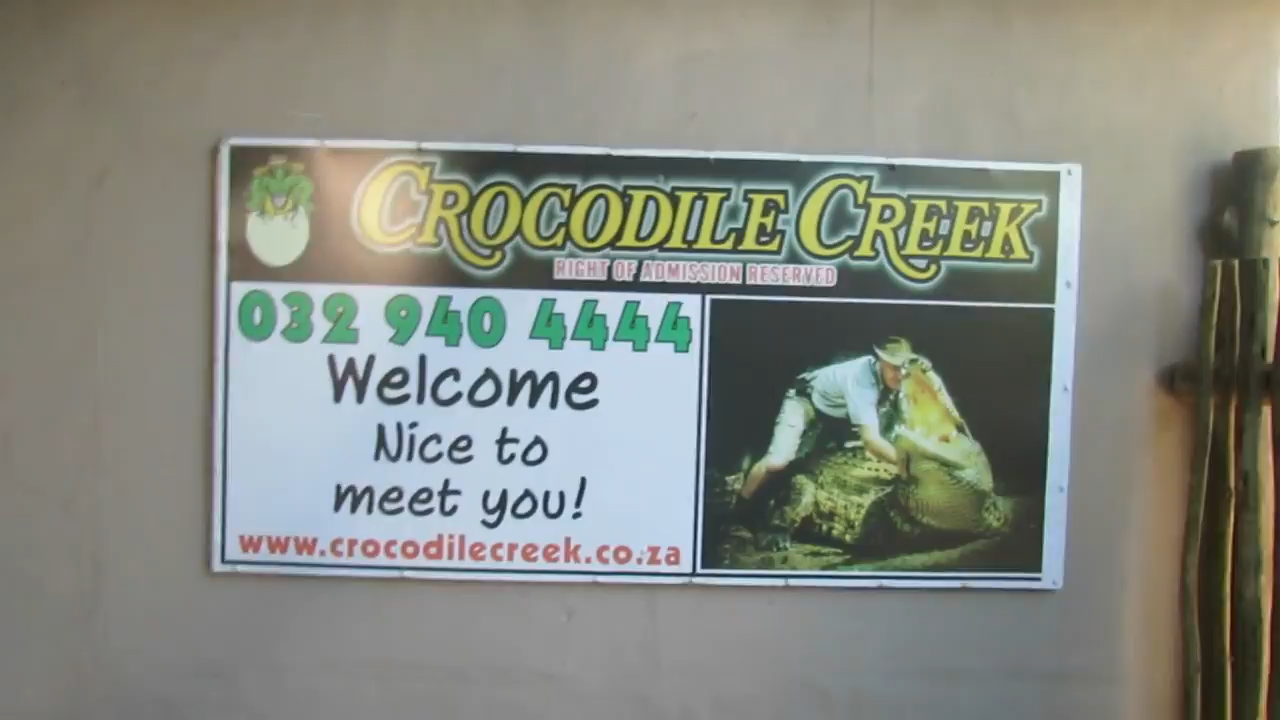 CROCODILE CREEK
RIGHT OF ADMISSION RESERVED
032 940 4444
Welcome
Nice to
meet you!
www.crocodilecreek.co.za